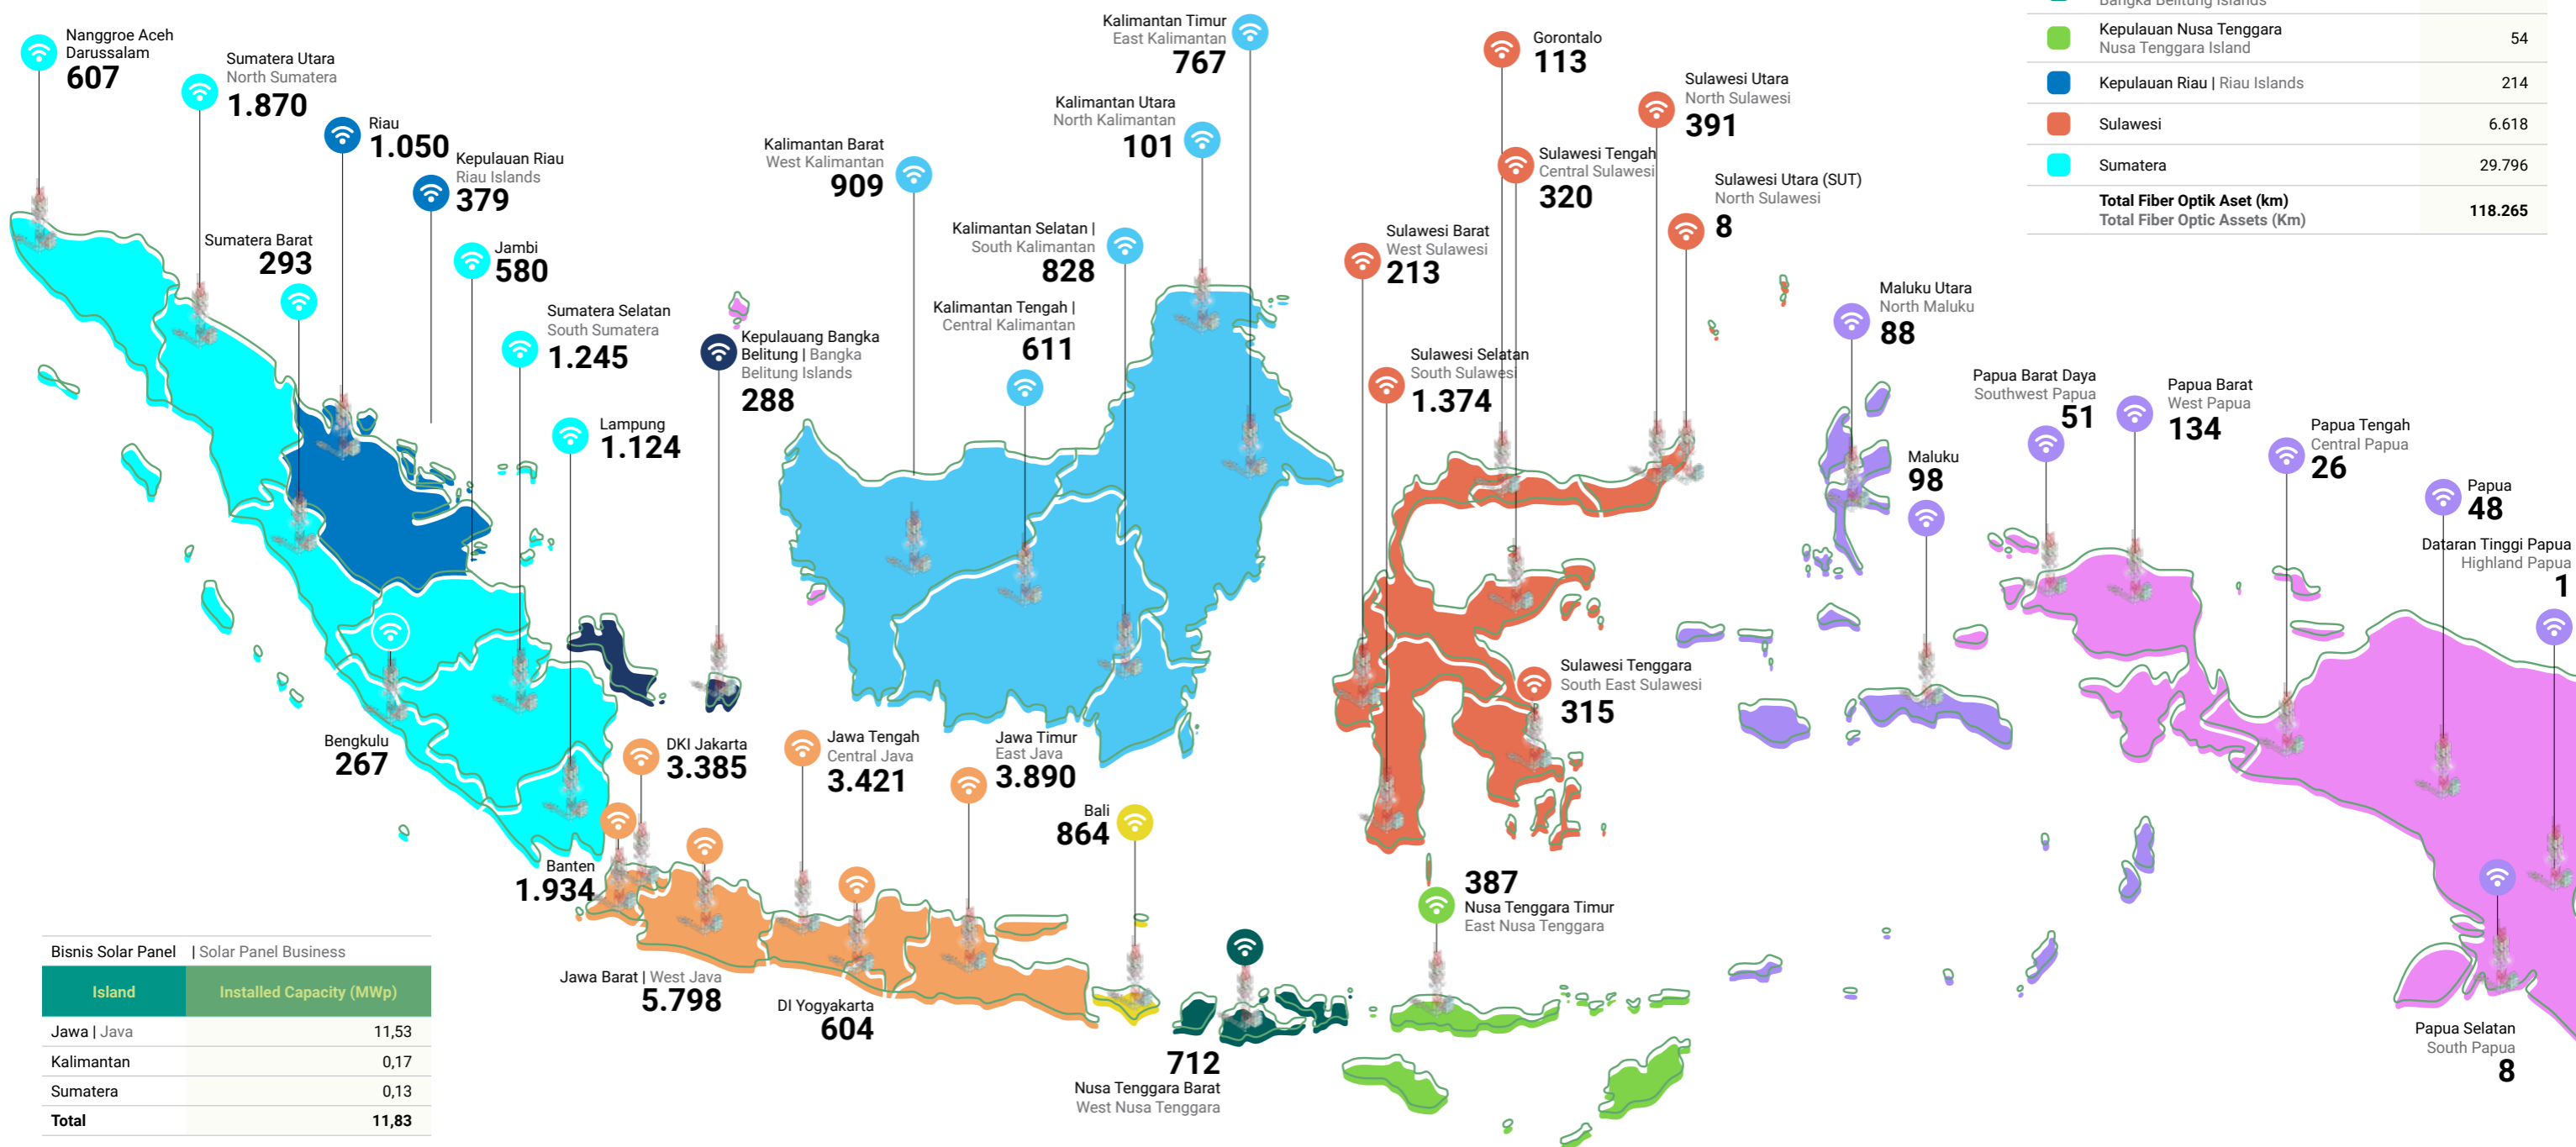 Nanggroe Aceh
Darussalam
607
Sumatera Utara
North Sumatera
1.870
Riau
1.050
Kepulauan Riau
Riau Islands
379
Sumatera Barat
293
Jambi
580
Sumatera Selatan
South Sumatera
1.245
Lampung
1.124
Kepulauang Bangka
Belitung | Bangka
Belitung Islands
288
Bengkulu
267
Kalimantan Timur
East Kalimantan
767
Kalimantan Utara
North Kalimantan
101
Kalimantan Barat
West Kalimantan
909
Kalimantan Selatan |
South Kalimantan
828
Kalimantan Tengah |
Central Kalimantan
611
Gorontalo
113
Sulawesi Utara
North Sulawesi
391
Sulawesi Tengah
Central Sulawesi
320
Sulawesi Utara (SUT)
North Sulawesi
8
Sulawesi Barat
West Sulawesi
213
Sulawesi Selatan
South Sulawesi
1.374
Sulawesi Tenggara
South East Sulawesi
315
Maluku Utara
North Maluku
88
Maluku
98
Papua Barat Daya
Southwest Papua
51
Papua Barat
West Papua
134
Papua Tengah
Central Papua
26
Papua
48
Dataran Tinggi Papua
Highland Papua
1
Papua Selatan
South Papua
8
DKI Jakarta
3.385
Jawa Tengah
Central Java
3.421
Jawa Timur
East Java
3.890
Bali
864
Banten
1.934
Jawa Barat | West Java
5.798
DI Yogyakarta
604
712
Nusa Tenggara Barat
West Nusa Tenggara
387
Nusa Tenggara Timur
East Nusa Tenggara
Bangka Belitung Islands
Kepulauan Nusa Tenggara
Nusa Tenggara Island
54
Kepulauan Riau | Riau Islands 214
Sulawesi 6.618
Sumatera 29.796
Total Fiber Optik Aset (km)
Total Fiber Optic Assets (Km)
118.265
Bisnis Solar Panel | Solar Panel Business
Island Installed Capacity (MWp)
Jawa | Java 11,53
Kalimantan 0,17
Sumatera 0,13
Total 11,83